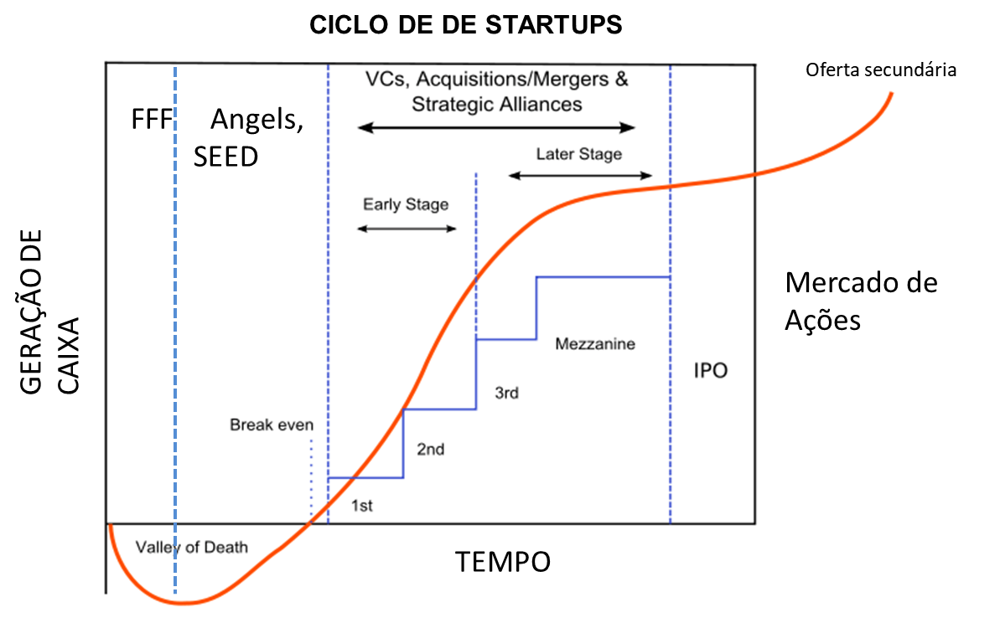 CICLO DE DE STARTUPS
Oferta secundária
VCs, Acquisitions/Mergers &
Strategic Alliances
FFF
Angels,
SEED
Later Stage
Early Stage
GERAÇÃO DE
CAIXA
Mercado de
Ações
Mezzanine
IPO
3rd
Break even
2nd
1st
Valley of Death
TEMPO